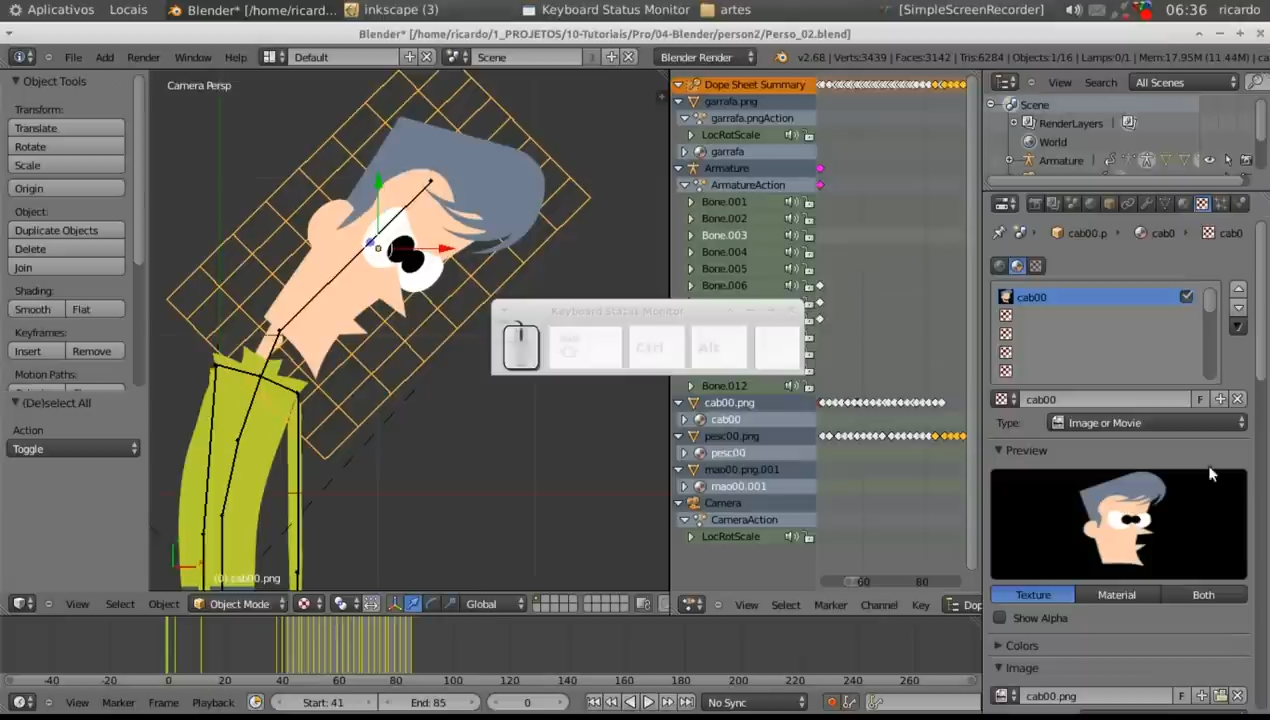 Aplicativos Locais Blender* [/home/ricard... inkscape (3) Keyboard Status Monitor artes [SimpleScreenRecorder] 06:36 ricardo
Blender* [/home/ricardo/1_PROJETOS/10-Tutoriais/Pro/04-Blender/person2/Perso_02.blend]
File Add Render Window Help Default Scene 3 Blender Render v2.68 | Verts:3439 | Faces:3142 | Tris:6284 | Objects:1/16 | Lamps:0/1 | Mem:17.95M (11.44M) | ca
Object Tools
Transform:
Translate
Rotate
Scale
Origin
Object:
Duplicate Objects
Delete
Join
Shading:
Smooth Flat
Keyframes:
Insert Remove
Motion Paths:
(De)select All
Action
Toggle
Camera Persp
(0) cab00.png
Keyboard Status Monitor
Ctrl Alt
Dope Sheet Summary
garrafa.png
garrafa.pngAction
LocRotScale
garrafa
Armature
ArmatureAction
Bone.001
Bone.002
Bone.003
Bone.004
Bone.005
Bone.006
Bone.012
cab00.png
cab00
pesc00.png
pesc00
mao00.png.001
mao00.001
Camera
CameraAction
LocRotScale
60 80
View Search All Scenes
Scene
RenderLayers
World
Armature
cab00.p cab0 cab0
cab00
cab00 F
Type: Image or Movie
Preview
Texture Material Both
Show Alpha
Colors
Image
cab00.png F
View Select Object Object Mode Global
View Select Marker Channel Key Dop
-40 -20 0 20 40 60 80 100 120 140 160 180 200 220 240 260
View Marker Frame Playback Start: 41 End: 85 0 No Sync